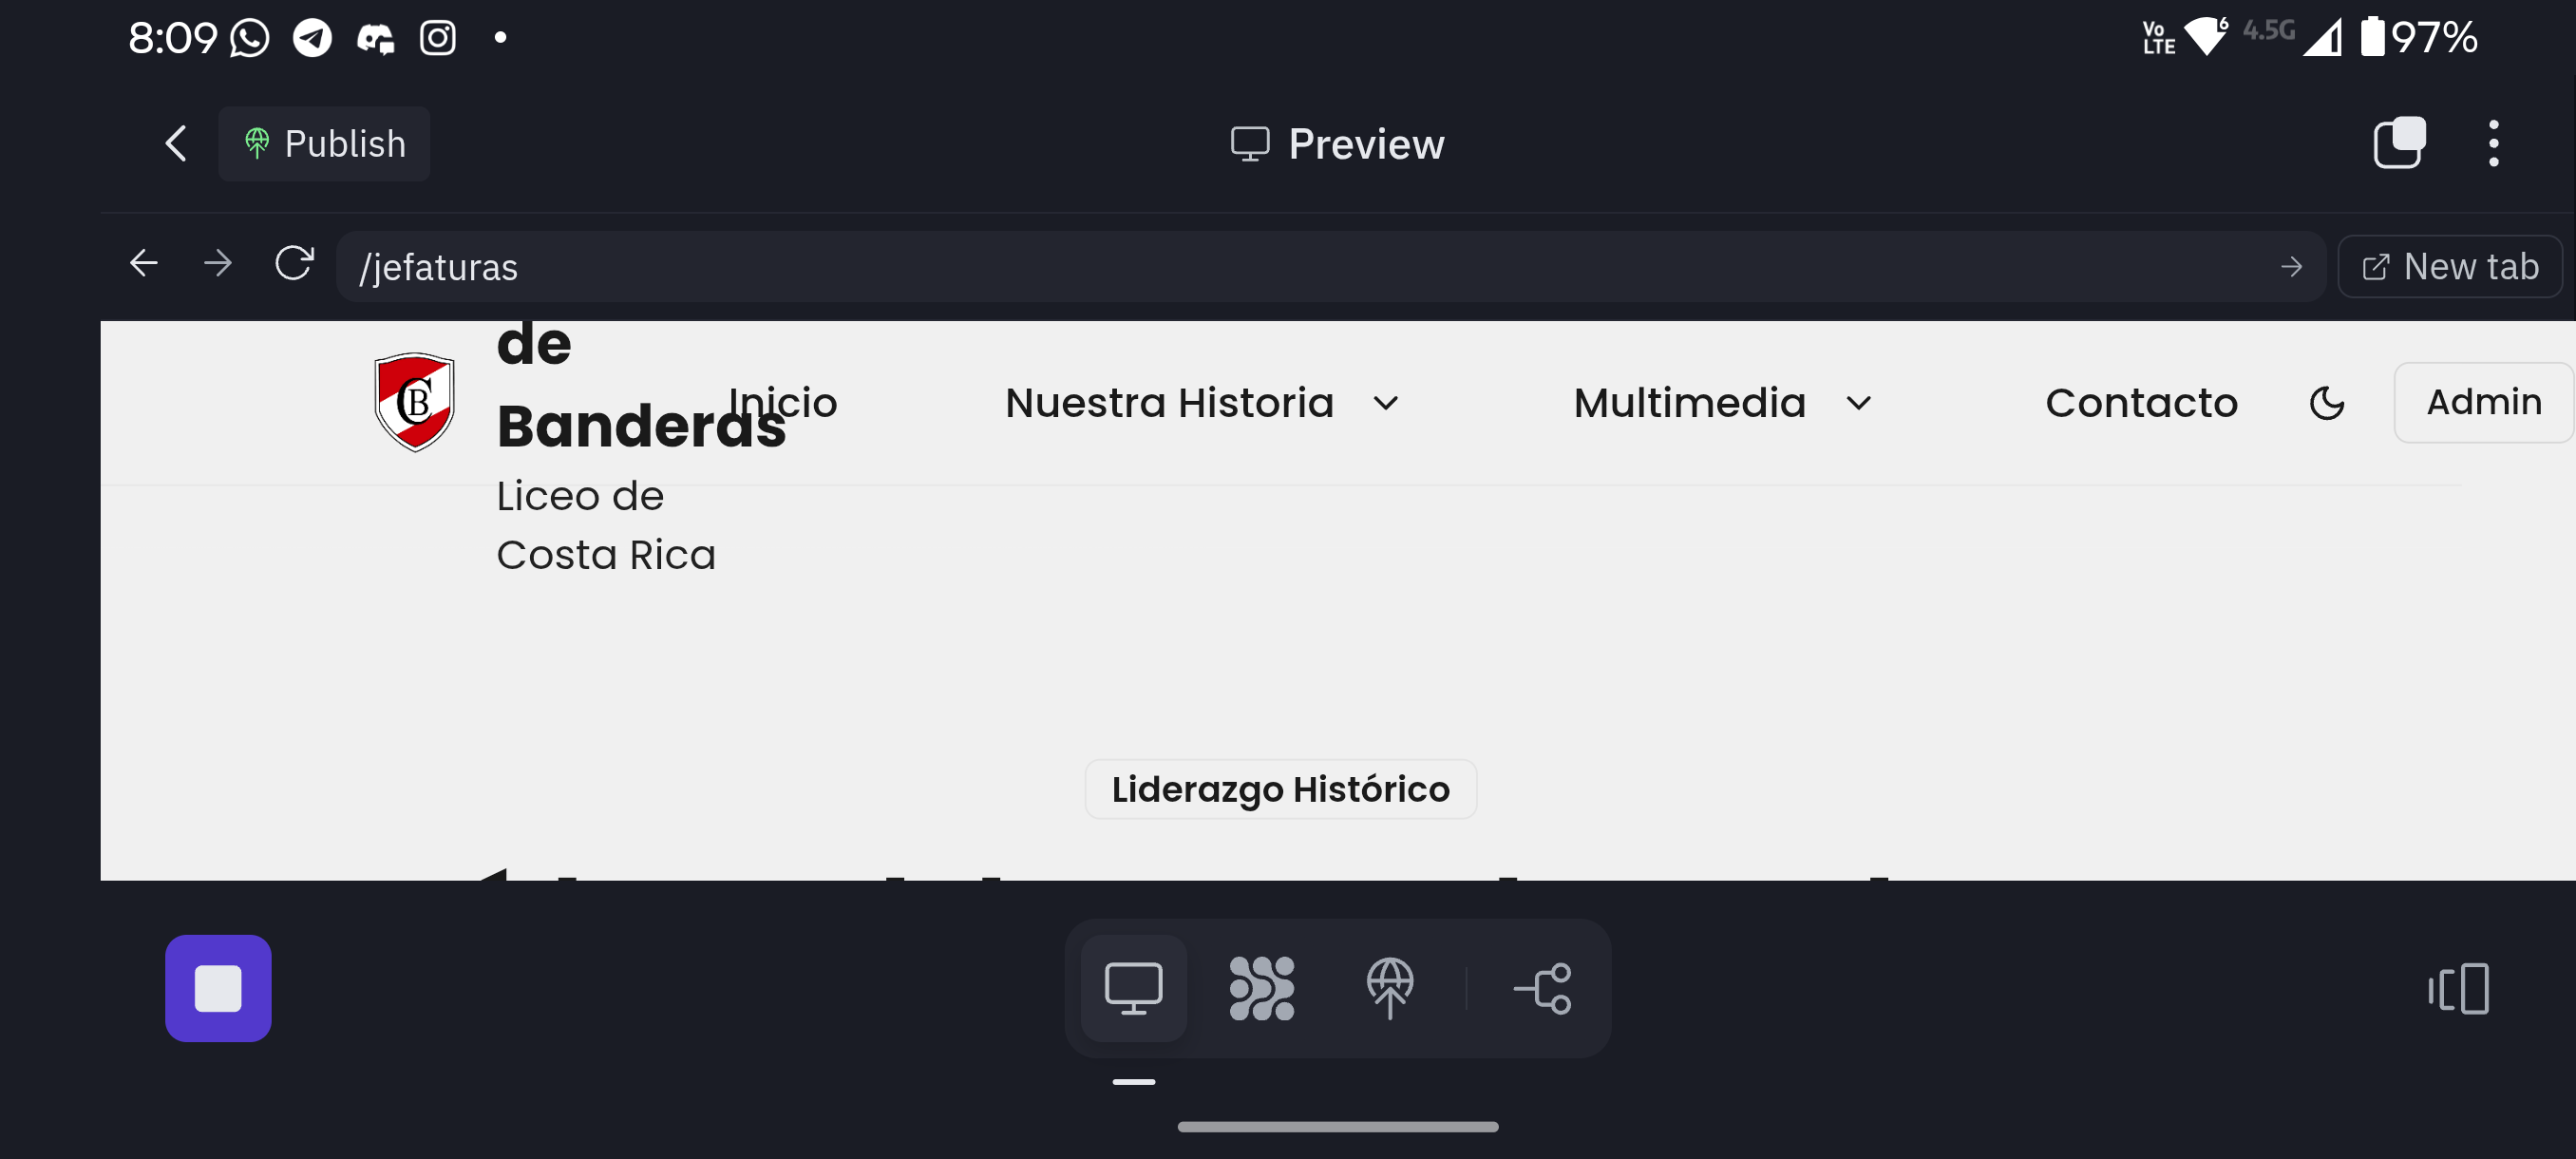 8:09
Vo
LTE
6
4.5G
97%
Publish
Preview
/jefaturas
New tab
CB
de
Banderas
Liceo de
Costa Rica
Inicio
Nuestra Historia
Multimedia
Contacto
Admin
Liderazgo Histórico